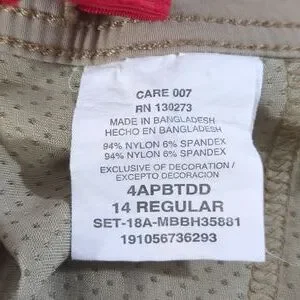 CARE 007
RN 130273
MADE IN BANGLADESH
HECHO EN BANGLADESH
94% NYLON 6% SPANDEX
94% NYLON 6% SPANDEX
EXCLUSIVE OF DECORATION /
EXCEPTO DECORACION
4APBTDD
14 REGULAR
SET-18A-MBBH35881
191056736293